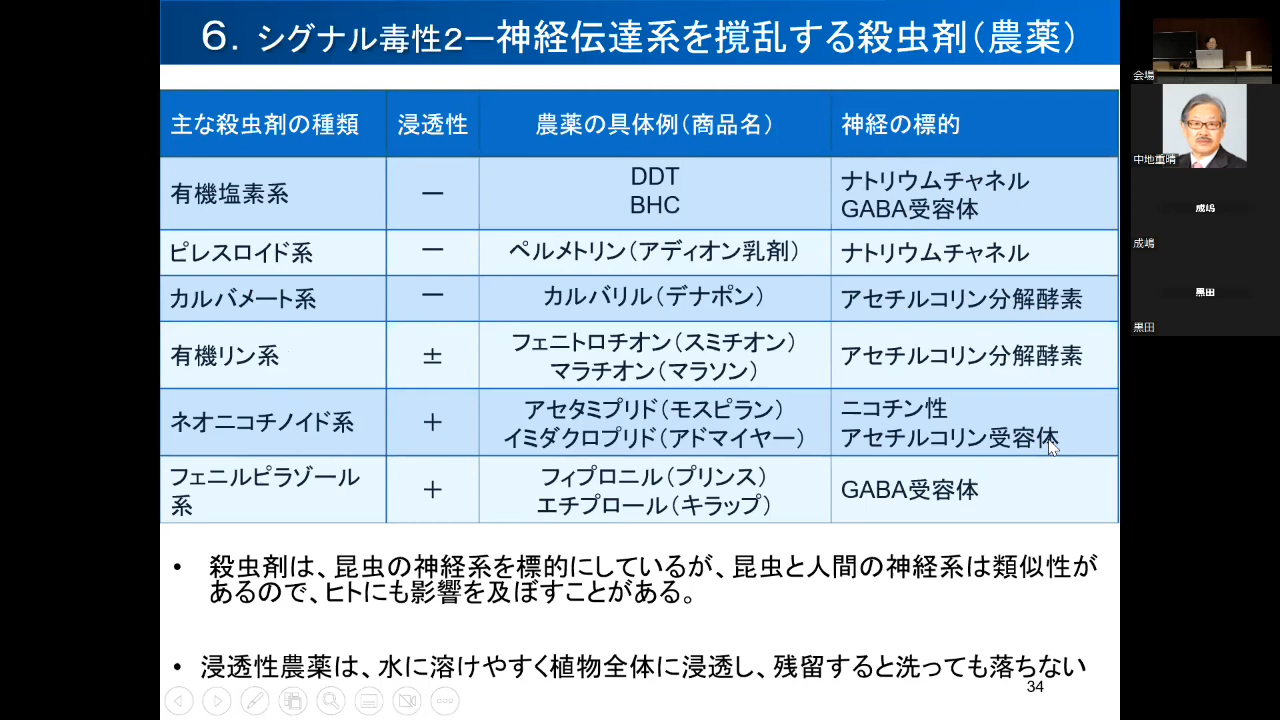 ６．シグナル毒性２ー神経伝達系を撹乱する殺虫剤（農薬）
主な殺虫剤の種類 浸透性 農薬の具体例（商品名） 神経の標的
有機塩素系 － DDT
BHC ナトリウムチャネル
GABA受容体
ピレスロイド系 － ペルメトリン（アディオン乳剤） ナトリウムチャネル
カルバメート系 － カルバリル（デナポン） アセチルコリン分解酵素
有機リン系 ± フェニトロチオン（スミチオン）
マラチオン（マラソン） アセチルコリン分解酵素
ネオニコチノイド系 ＋ アセタミプリド（モスピラン）
イミダクロプリド（アドマイヤー） ニコチン性
アセチルコリン受容体
フェニルピラゾール
系 ＋ フィプロニル（プリンス）
エチプロール（キラップ） GABA受容体
• 殺虫剤は、昆虫の神経系を標的にしているが、昆虫と人間の神経系は類似性が
あるので、ヒトにも影響を及ぼすことがある。
• 浸透性農薬は、水に溶けやすく植物全体に浸透し、残留すると洗っても落ちない
34
会場
中地重晴
成嶋
成嶋
黒田
黒田